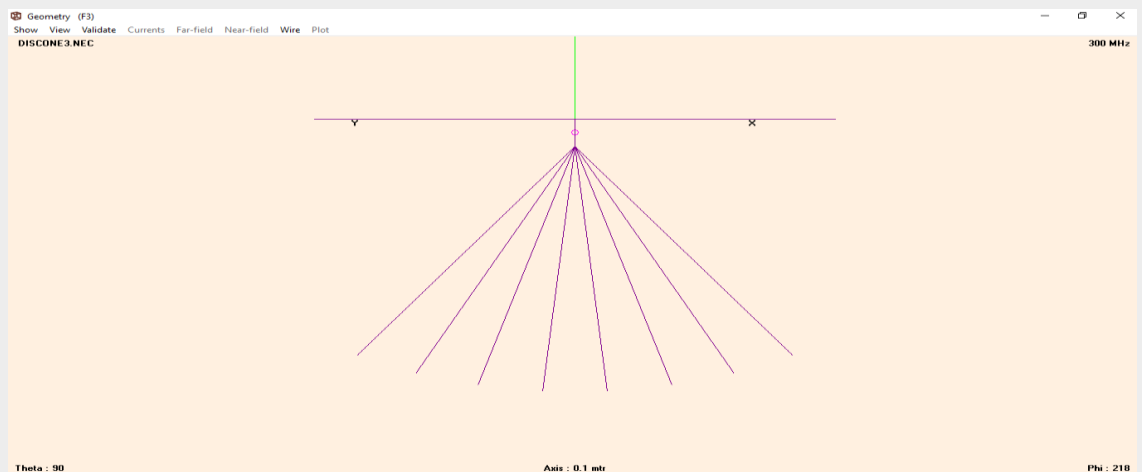 Geometry (F3)
Show View Validate Currents Far-field Near-field Wire Plot
DISCONE3.NEC 300 MHz
Y X
Theta : 90 Axis : 0.1 mtr Phi : 218